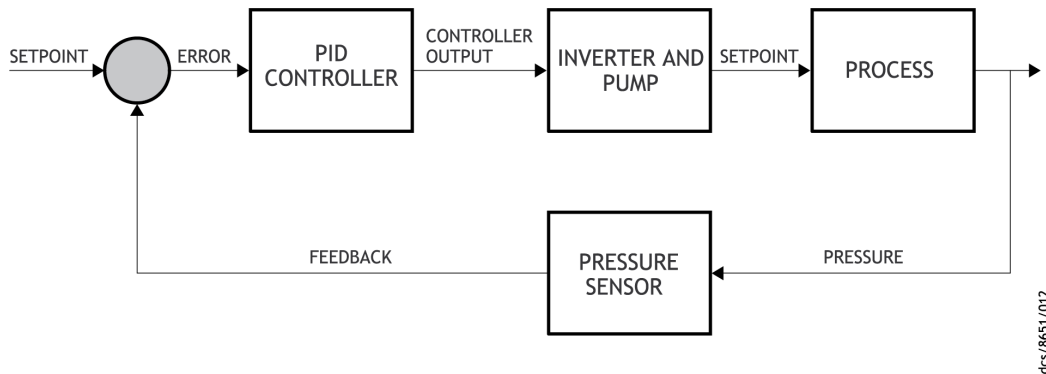 SETPOINT
ERROR
PID
CONTROLLER
CONTROLLER
OUTPUT
INVERTER AND
PUMP
SETPOINT
PROCESS
FEEDBACK
PRESSURE
SENSOR
PRESSURE
dcs/8651/012